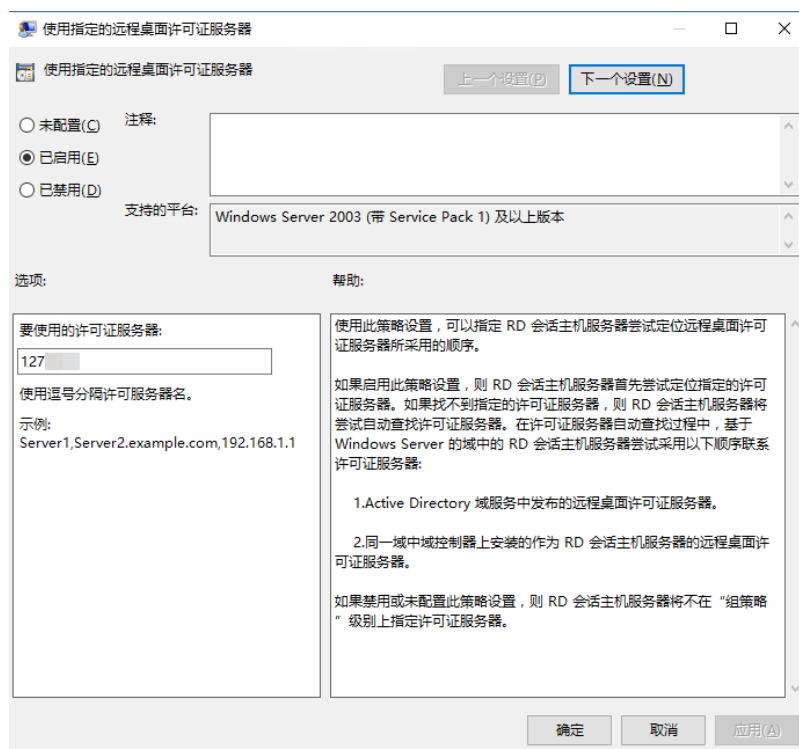 使用指定的远程桌面许可证服务器
使用指定的远程桌面许可证服务器
上一个设置(P)
下一个设置(N)
未配置(C)
注释:
已启用(E)
已禁用(D)
支持的平台:
Windows Server 2003 (带 Service Pack 1) 及以上版本
选项:
帮助:
要使用的许可证服务器:
127
使用逗号分隔许可服务器名。
示例:
Server1,Server2.example.com,192.168.1.1
使用此策略设置，可以指定 RD 会话主机服务器尝试定位远程桌面许可
证服务器所采用的顺序。
如果启用此策略设置，则 RD 会话主机服务器首先尝试定位指定的许可
证服务器。如果找不到指定的许可证服务器，则 RD 会话主机服务器将
尝试自动查找许可证服务器。在许可证服务器自动查找过程中，基于
Windows Server 的域中的 RD 会话主机服务器尝试采用以下顺序联系
许可证服务器:
1.Active Directory 域服务中发布的远程桌面许可证服务器。
2.同一域中域控制器上安装的作为 RD 会话主机服务器的远程桌面许
可证服务器。
如果禁用或未配置此策略设置，则 RD 会话主机服务器将不在“组策略
”级别上指定许可证服务器。
确定
取消
应用(A)